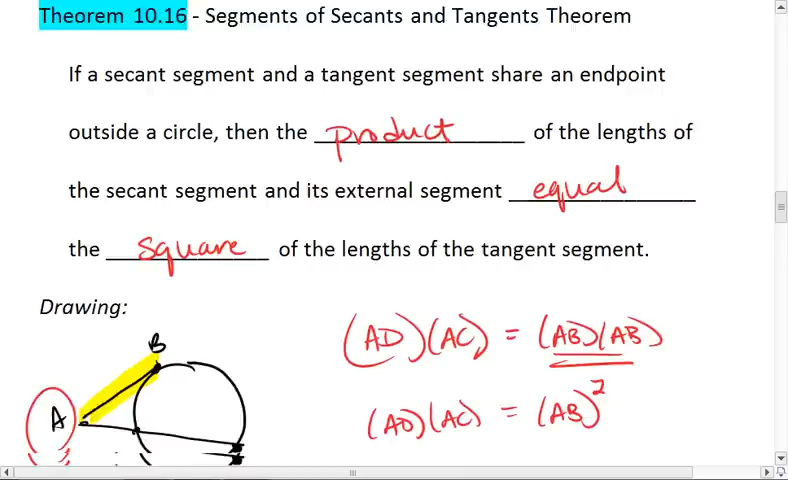 Theorem 10.16 - Segments of Secants and Tangents Theorem
If a secant segment and a tangent segment share an endpoint
outside a circle, then the product of the lengths of
the secant segment and its external segment equal
the square of the lengths of the tangent segment.
Drawing:
(AD)(AC) = (AB)(AB)
B
A
(AD)(AC) = (AB)²